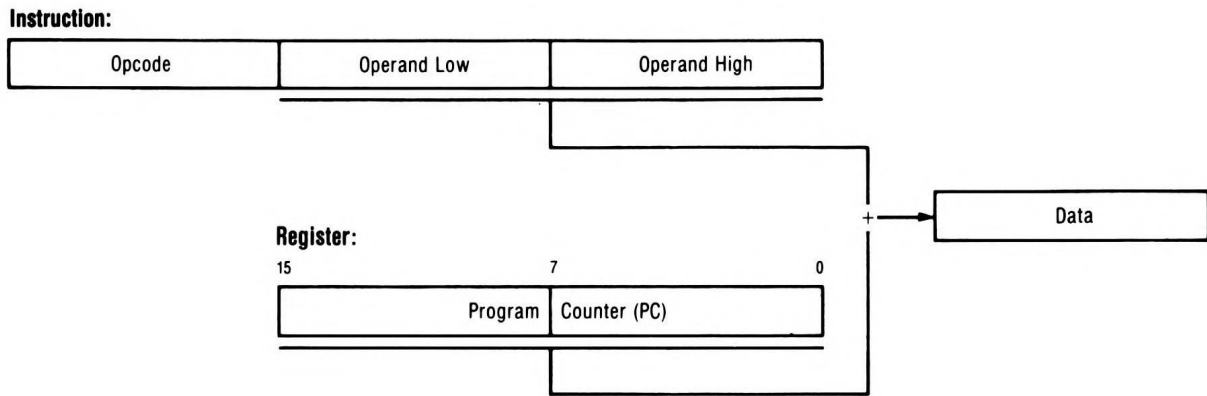 Instruction:
Opcode Operand Low Operand High
+ Data
Register:
15 7 0
Program Counter (PC)